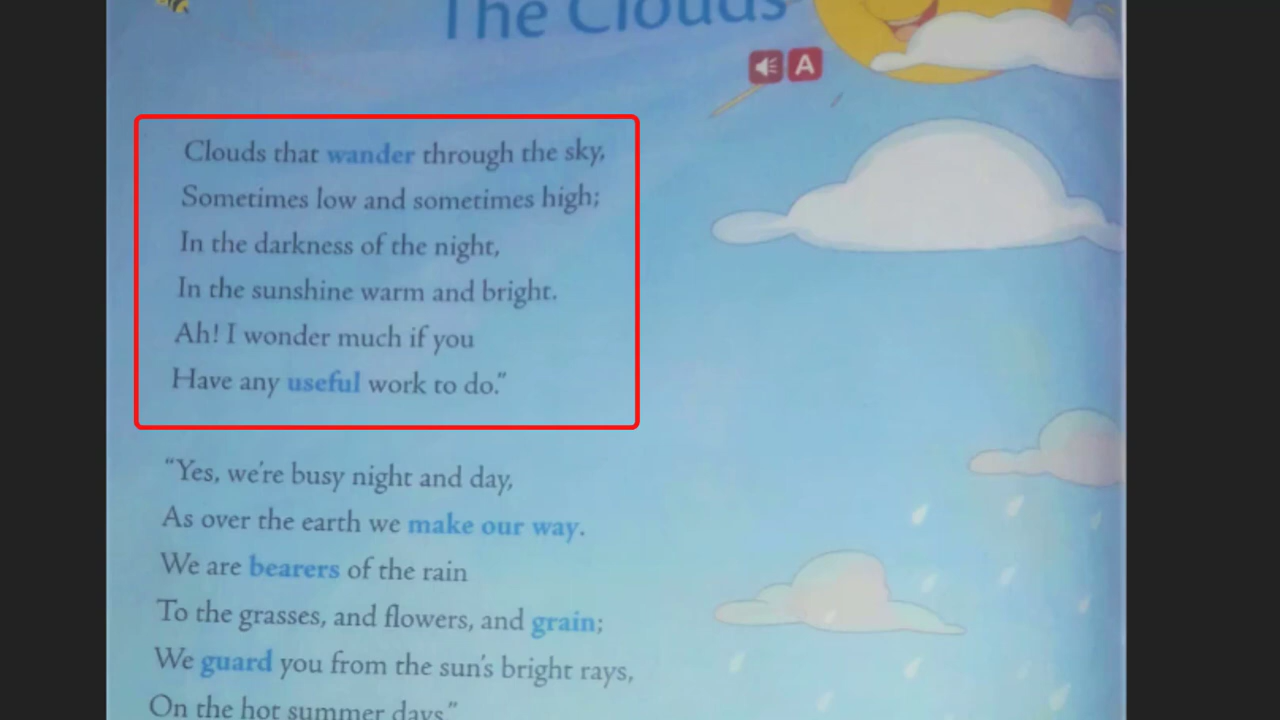 The Clouds
A
Clouds that wander through the sky,
Sometimes low and sometimes high;
In the darkness of the night,
In the sunshine warm and bright.
Ah! I wonder much if you
Have any useful work to do.”
“Yes, we’re busy night and day,
As over the earth we make our way.
We are bearers of the rain
To the grasses, and flowers, and grain;
We guard you from the sun’s bright rays,
On the hot summer days.”